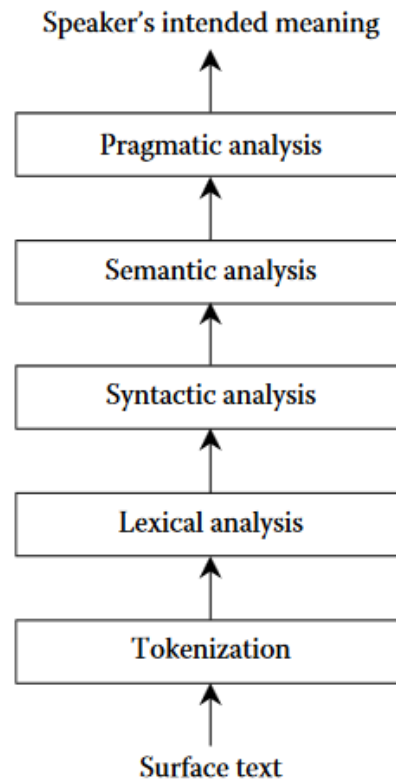 Speaker's intended meaning
Pragmatic analysis
Semantic analysis
Syntactic analysis
Lexical analysis
Tokenization
Surface text